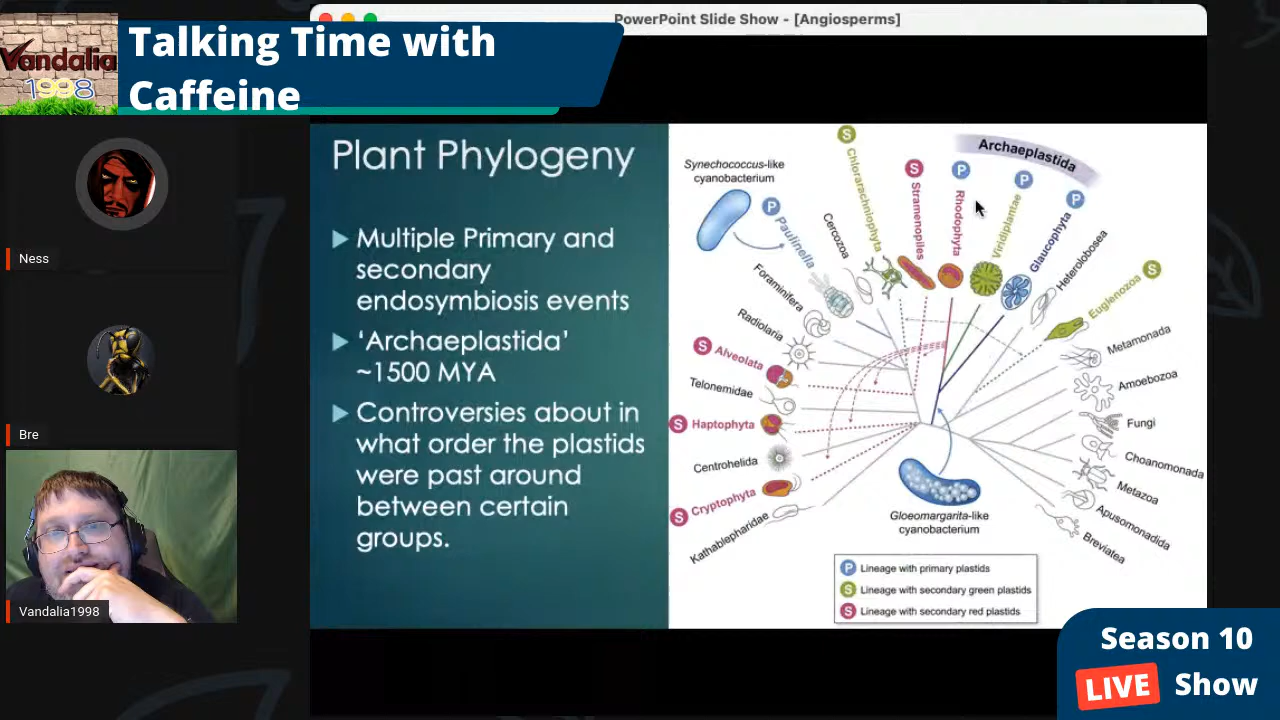 PowerPoint Slide Show - [Angiosperms]
Vandalia
1998
Talking Time with
Caffeine
Ness
Bre
Vandalia1998
Plant Phylogeny
Multiple Primary and
secondary
endosymbiosis events
‘Archaeplastida’
~1500 MYA
Controversies about in
what order the plastids
were past around
between certain
groups.
Synechococcus-like
cyanobacterium
P
Paulinella
Cercozoa
S
Chlorarachniophyta
S
Stramenopiles
P
Rhodophyta
Archaeplastida
P
Viridiplantae
P
Glaucophyta
Heterolobosea
Euglenozoa
S
Foraminifera
Radiolaria
S
Alveolata
Telonemidae
S
Haptophyta
Centrohelida
S
Cryptophyta
Kathablepharidae
Metamonada
Amoebozoa
Fungi
Choanomonada
Metazoa
Apusomonadida
Breviatea
Gloeomargarita-like
cyanobacterium
P Lineage with primary plastids
S Lineage with secondary green plastids
S Lineage with secondary red plastids
Season 10
LIVE Show